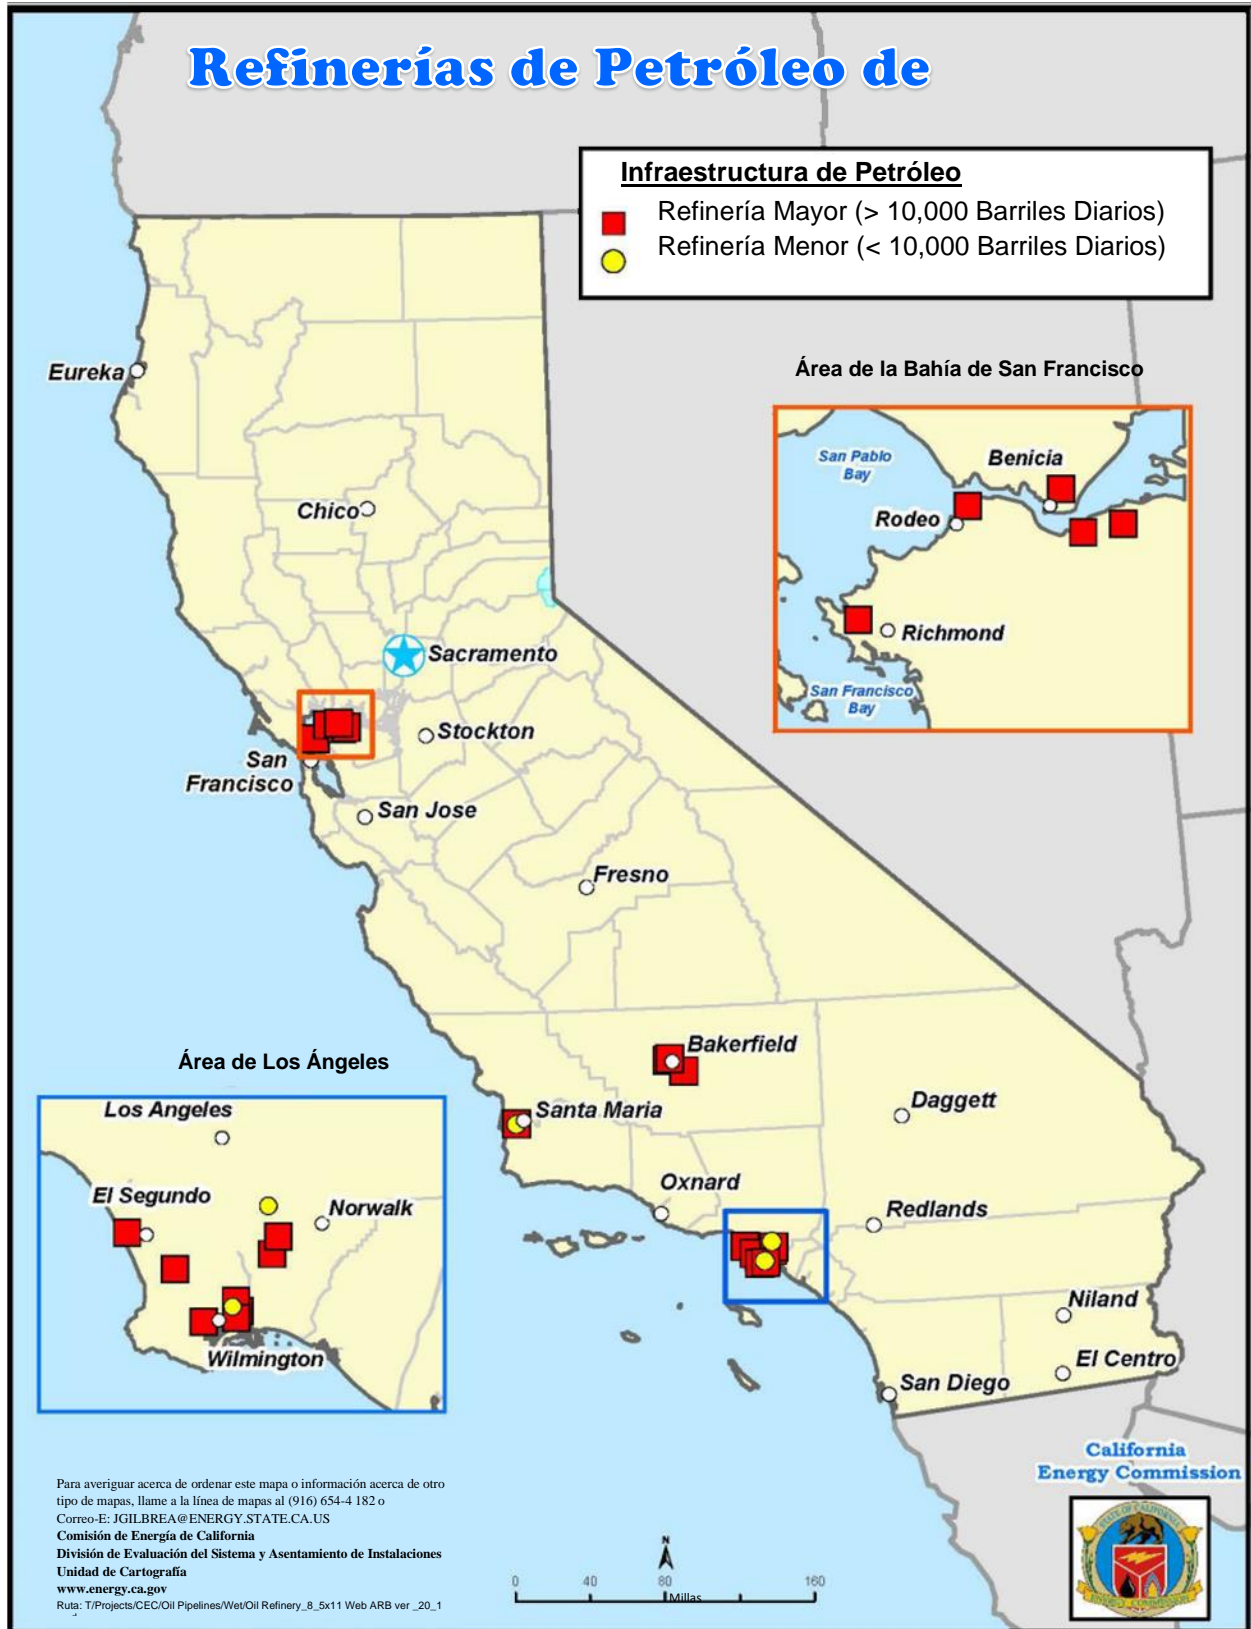 Refinerías de Petróleo de
Infraestructura de Petróleo
Refinería Mayor (> 10,000 Barriles Diarios)
Refinería Menor (< 10,000 Barriles Diarios)
Área de la Bahía de San Francisco
San Pablo
Bay
Benicia
Rodeo
Richmond
San Francisco
Bay
Eureka
Chico
Sacramento
Stockton
San
Francisco
San Jose
Fresno
Bakerfield
Santa Maria
Daggett
Oxnard
Redlands
Niland
El Centro
San Diego
Área de Los Ángeles
Los Angeles
El Segundo
Norwalk
Wilmington
California
Energy Commission
STATE OF CALIFORNIA
ENERGY COMMISSION
Para averiguar acerca de ordenar este mapa o información acerca de otro
tipo de mapas, llame a la línea de mapas al (916) 654-4 182 o
Correo-E: JGILBREA@ENERGY.STATE.CA.US
Comisión de Energía de California
División de Evaluación del Sistema y Asentamiento de Instalaciones
Unidad de Cartografía
www.energy.ca.gov
Ruta: T/Projects/CEC/Oil Pipelines/Wet/Oil Refinery_8_5x11 Web ARB ver _20_1
N
0 40 80 160
Millas